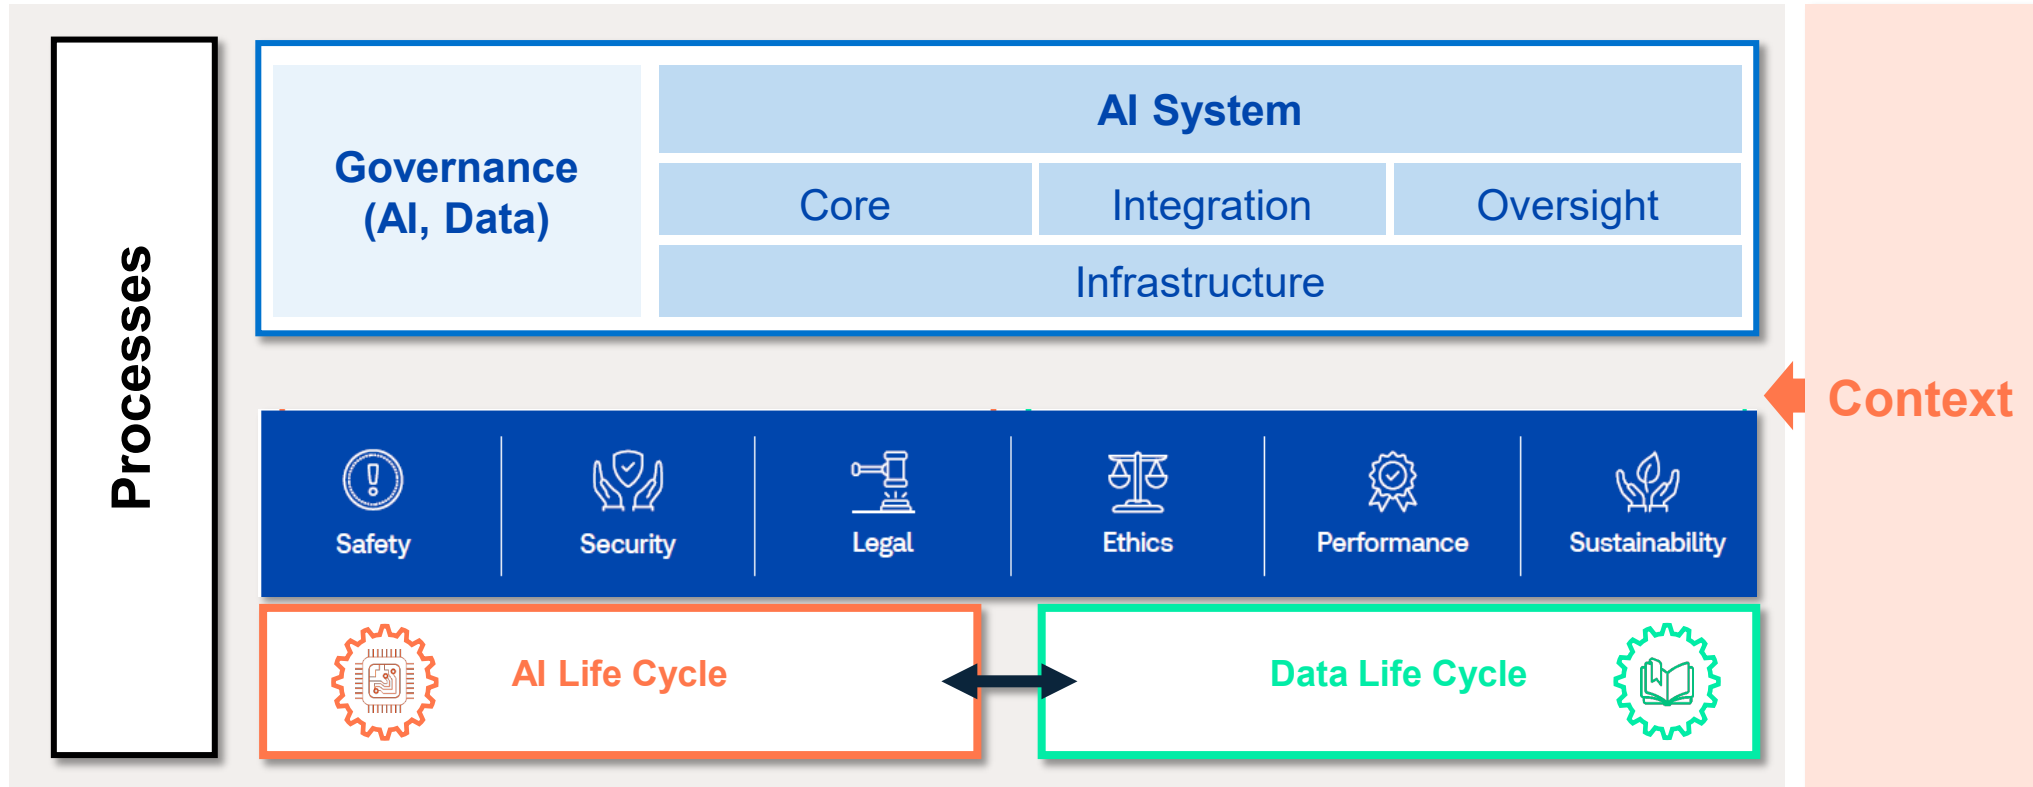 Processes
Governance
(AI, Data)
AI System
Core
Integration
Oversight
Infrastructure
Context
Safety
Security
Legal
Ethics
Performance
Sustainability
AI Life Cycle
Data Life Cycle